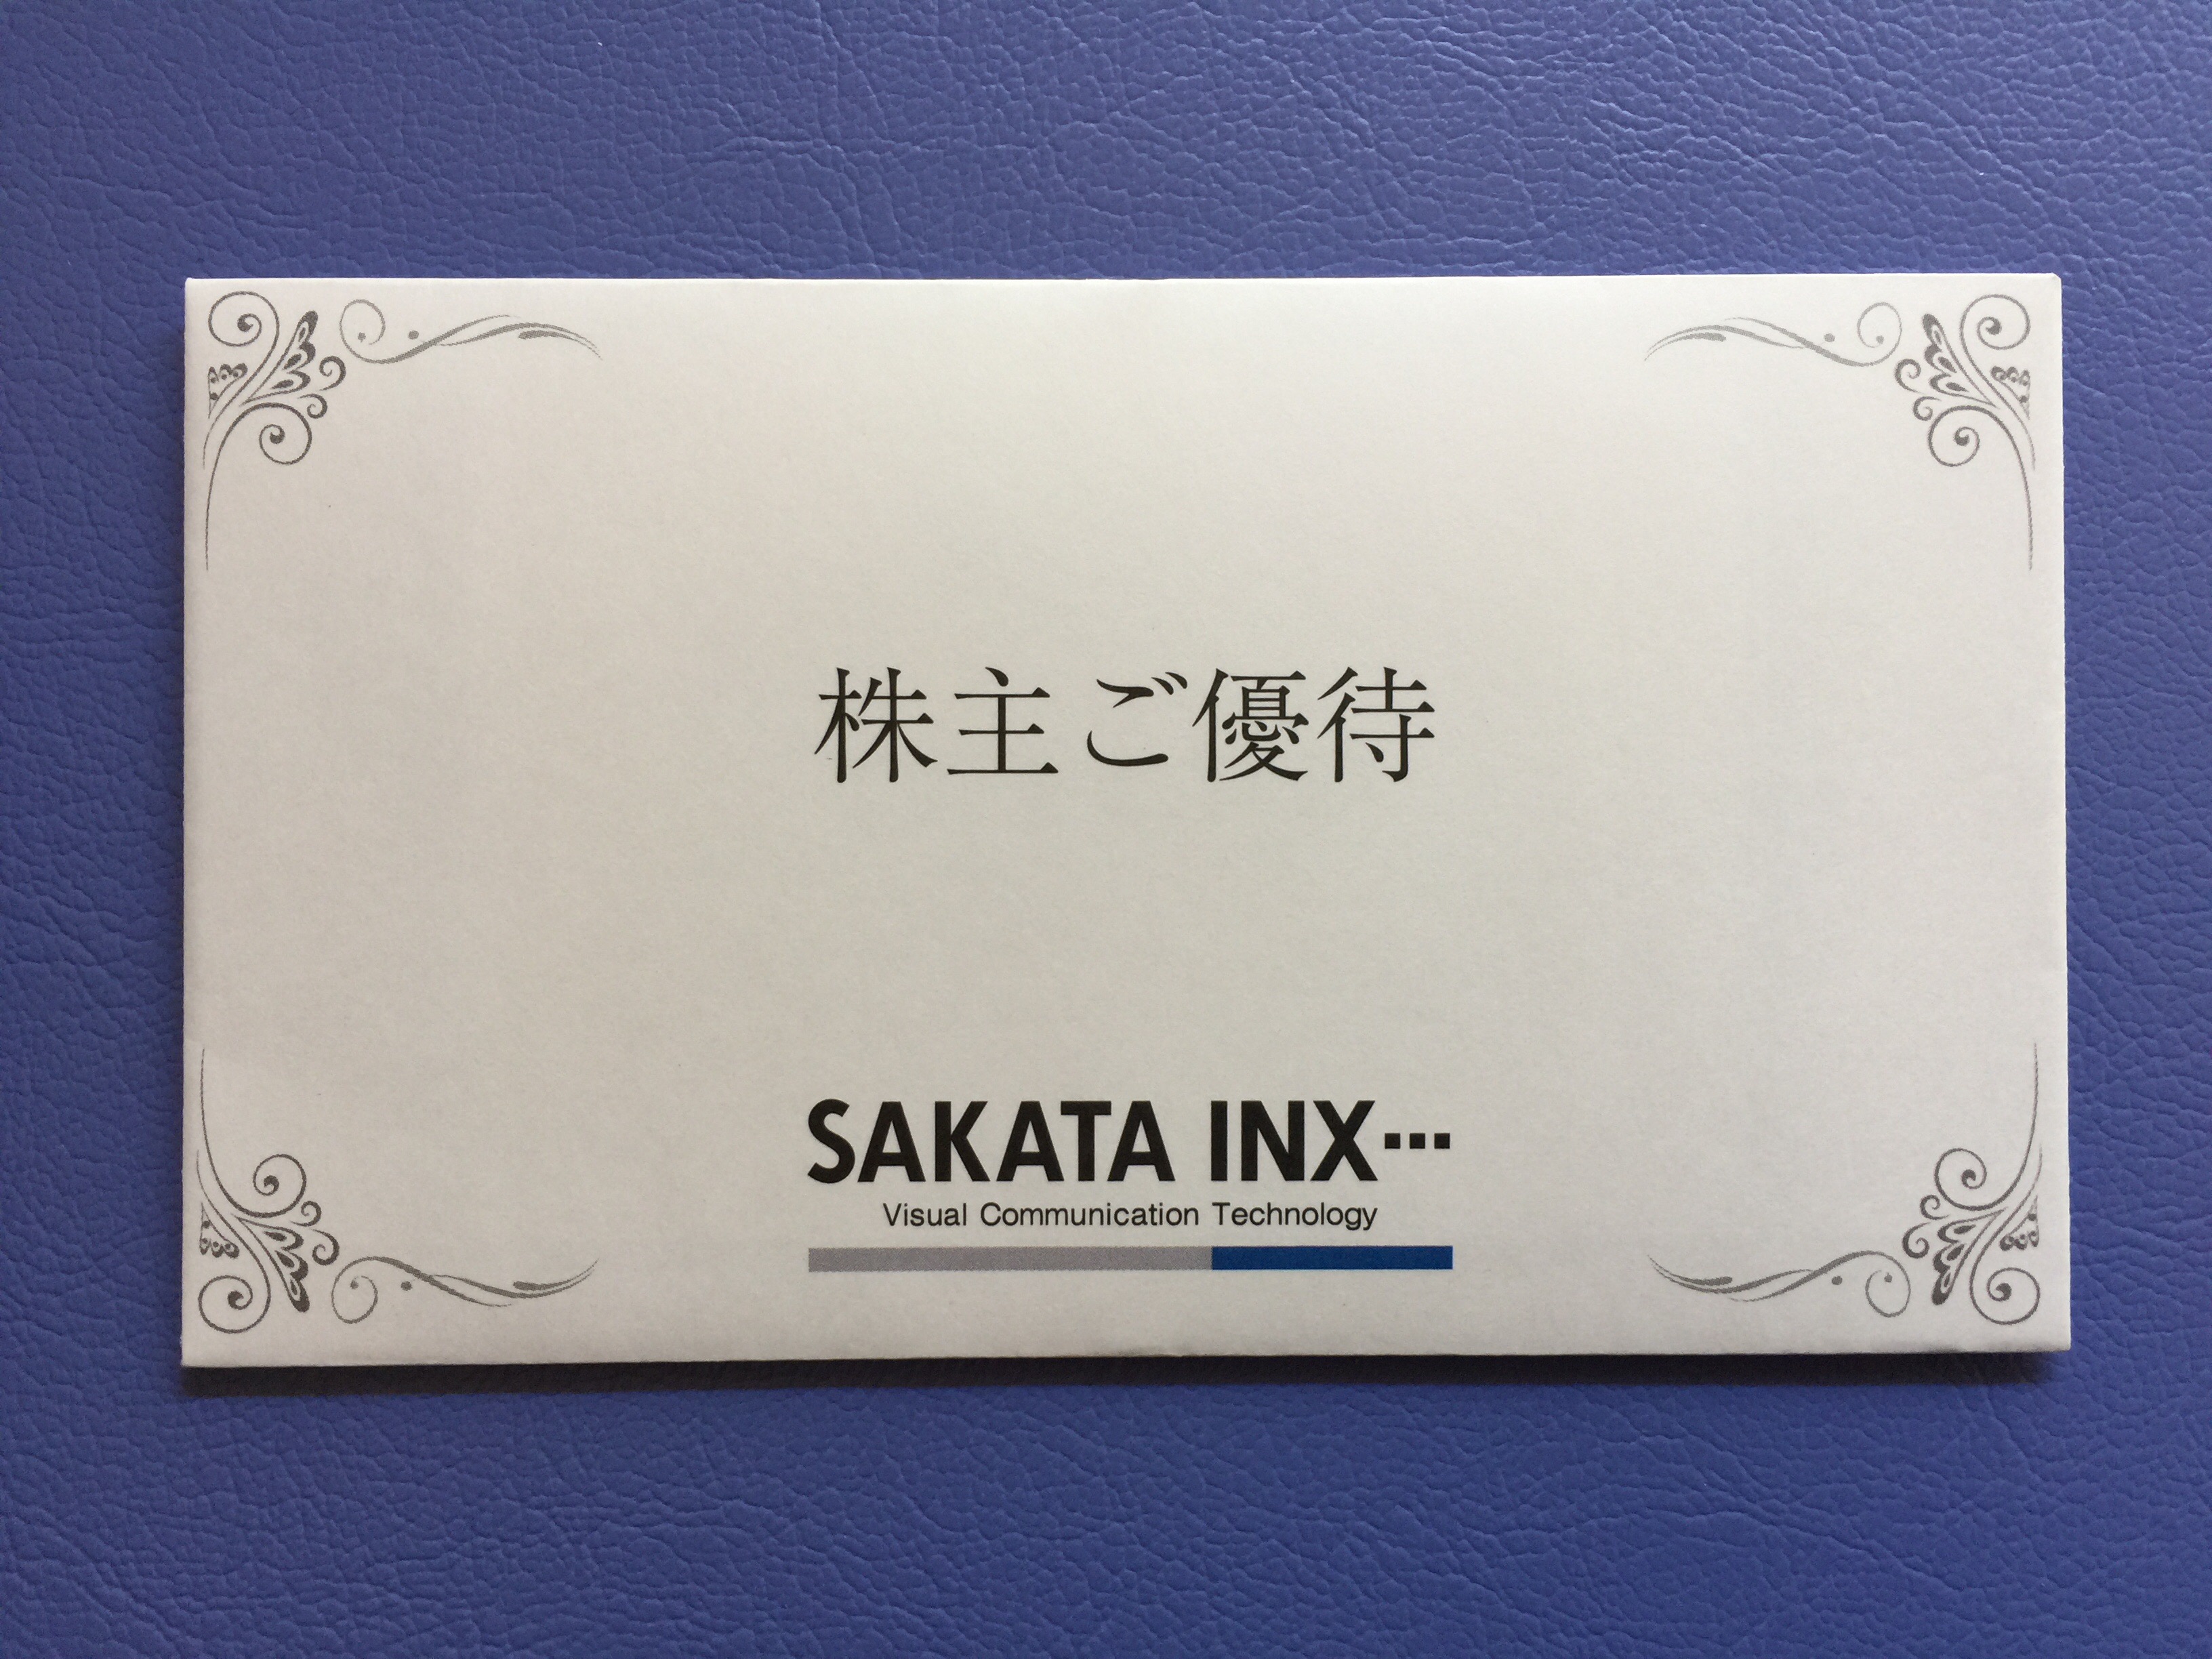 株主ご優待
SAKATA INX
Visual Communication Technology